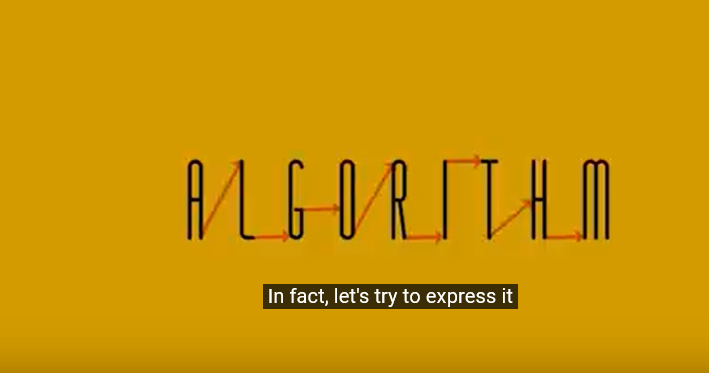 ALGORITHM
In fact, let's try to express it